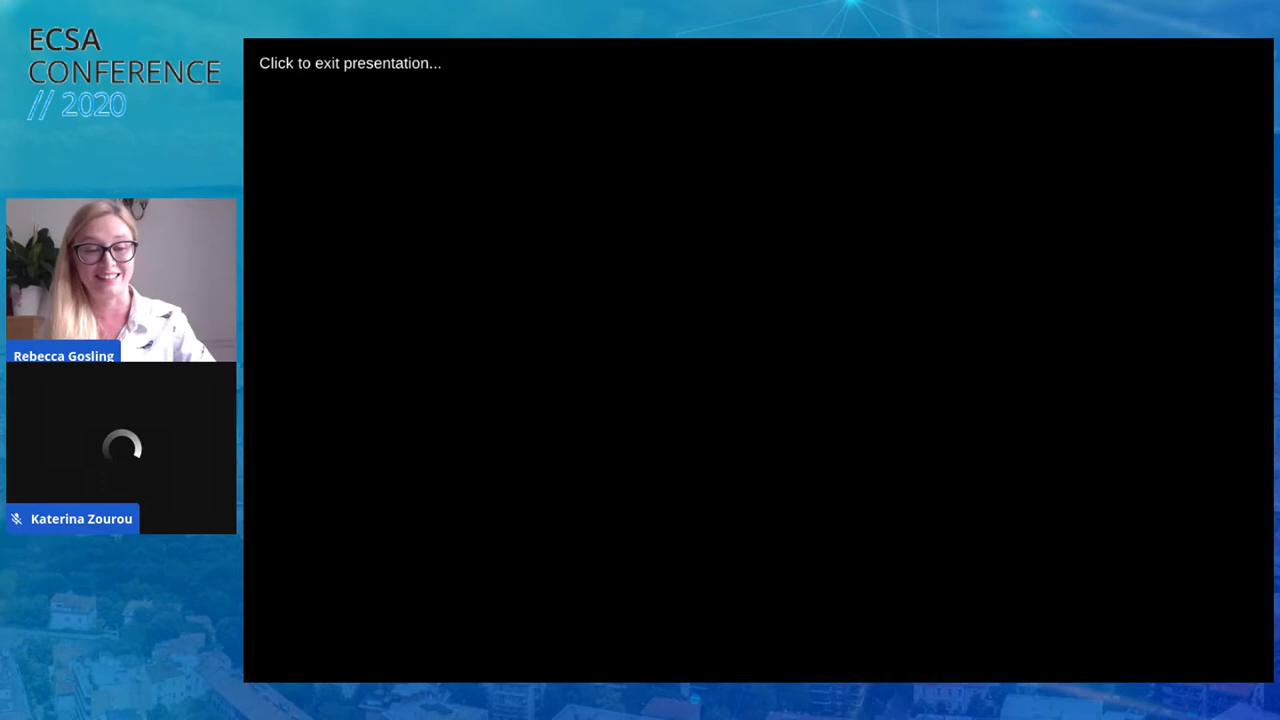 ECSA
CONFERENCE
// 2020
Click to exit presentation...
Rebecca Gosling
Katerina Zourou